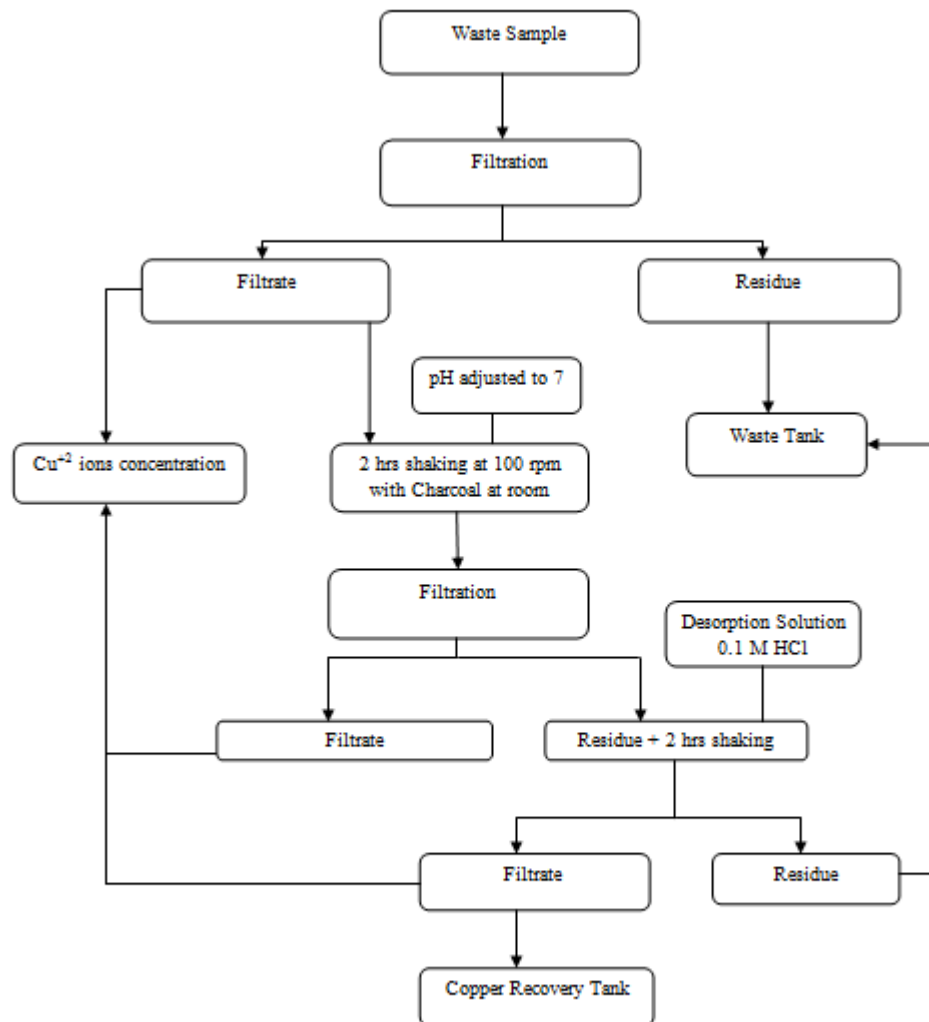 Waste Sample
Filtration
Filtrate
Residue
pH adjusted to 7
Waste Tank
Cu⁺² ions concentration
2 hrs shaking at 100 rpm
with Charcoal at room
Filtration
Desorption Solution
0.1 M HCl
Filtrate
Residue + 2 hrs shaking
Filtrate
Residue
Copper Recovery Tank